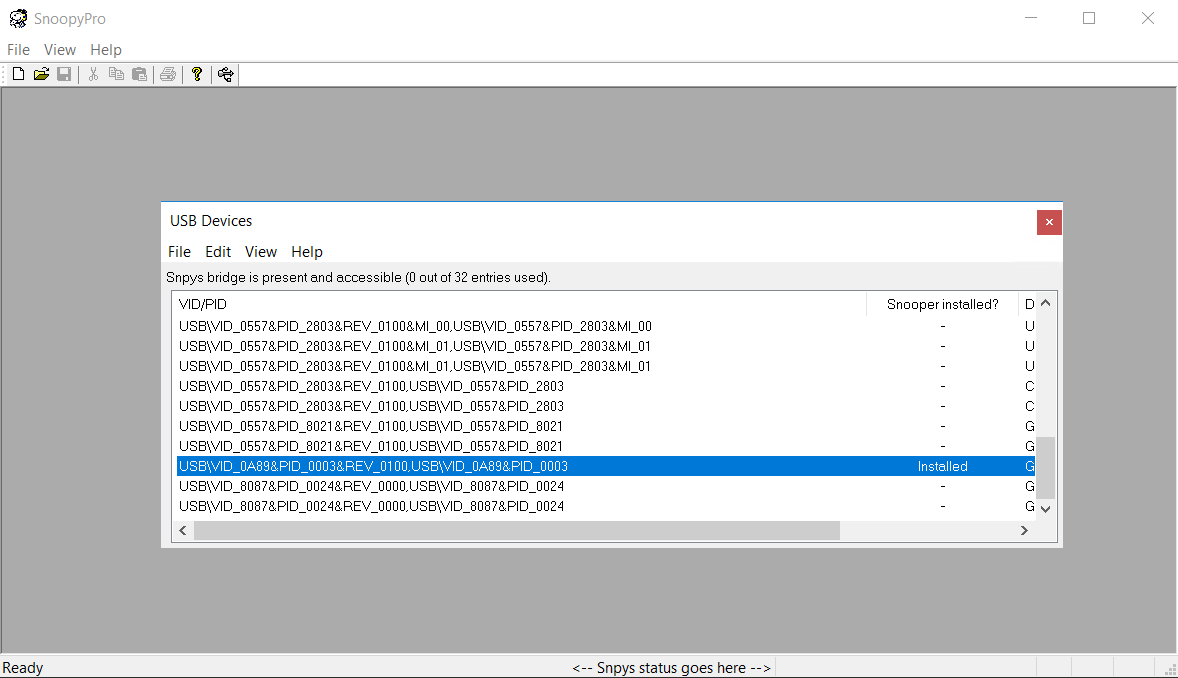 SnoopyPro
File View Help
USB Devices
File Edit View Help
Snpys bridge is present and accessible (0 out of 32 entries used).
VID/PID Snooper installed? D
USB\VID_0557&PID_2803&REV_0100&MI_00,USB\VID_0557&PID_2803&MI_00 - U
USB\VID_0557&PID_2803&REV_0100&MI_01,USB\VID_0557&PID_2803&MI_01 - U
USB\VID_0557&PID_2803&REV_0100&MI_01,USB\VID_0557&PID_2803&MI_01 - U
USB\VID_0557&PID_2803&REV_0100,USB\VID_0557&PID_2803 - C
USB\VID_0557&PID_2803&REV_0100,USB\VID_0557&PID_2803 - C
USB\VID_0557&PID_8021&REV_0100,USB\VID_0557&PID_8021 - G
USB\VID_0557&PID_8021&REV_0100,USB\VID_0557&PID_8021 - G
USB\VID_0A89&PID_0003&REV_0100,USB\VID_0A89&PID_0003 Installed G
USB\VID_8087&PID_0024&REV_0000,USB\VID_8087&PID_0024 - G
USB\VID_8087&PID_0024&REV_0000,USB\VID_8087&PID_0024 - G
Ready <-- Snpys status goes here -->